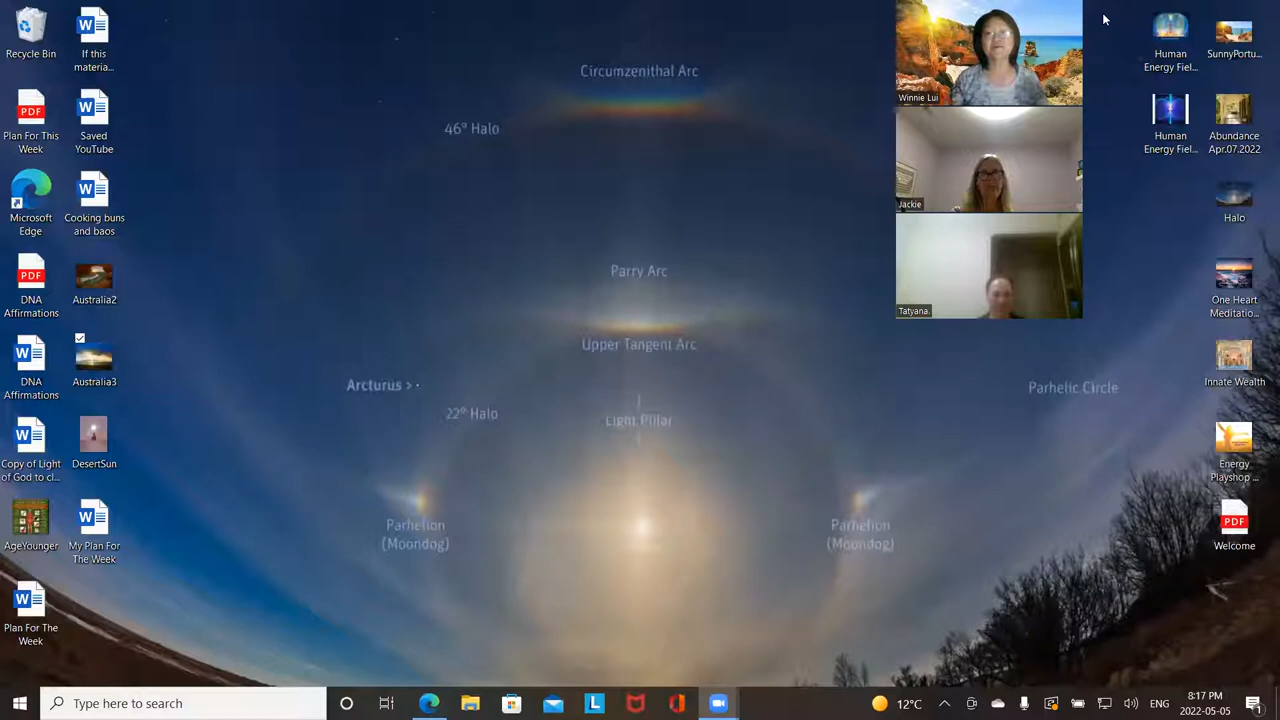 Recycle Bin
If this
materia...
PDF
Plan For This
Week
W
Saved
YouTube
Microsoft
Edge
W
Cooking buns
and baos
PDF
DNA
Affirmations
Australia2
W
DNA
Affirmations
Australia3
W
Copy of Light
of God to cl...
DesertSun
AgeYounger
W
My Plan For
The Week
W
Plan For The
Week
Circumzenithal Arc
46° Halo
Parry Arc
Upper Tangent Arc
Arcturus >
22° Halo
Light Pillar
Parhelic Circle
Parhelion
(Moondog)
Parhelion
(Moondog)
Winnie Lui
Jackie
Tatyana
Human
Energy Fiel...
SunnyPortu...
Human
Energy Fiel...
Abundance
Apr.07.2022
Halo
One Heart
Meditatio...
Innate Wealth
Energy
Playshop ...
PDF
Welcome
Type here to search
L
12°C
ENG
8:17 PM
2022-05-05
1